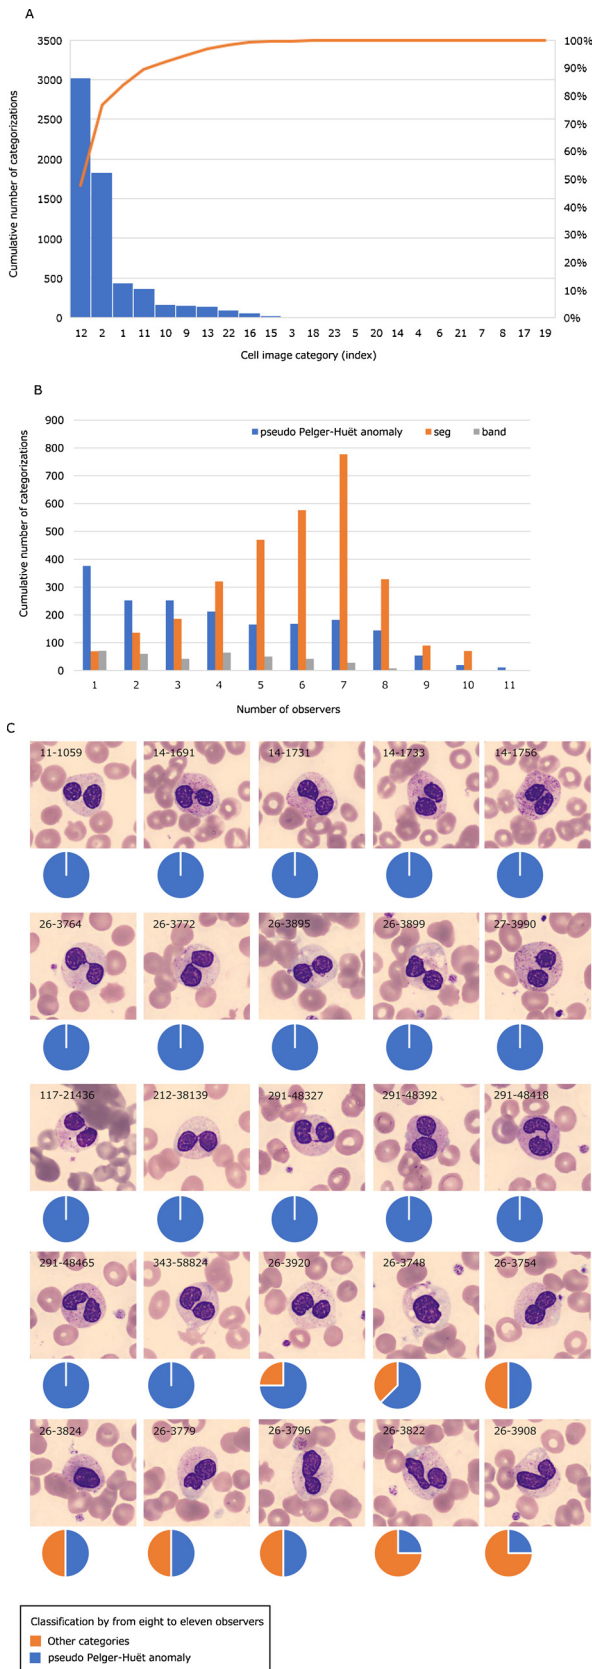 A
3500
3000
2500
2000
1500
1000
500
0
Cumulative number of categorizations
100%
90%
80%
70%
60%
50%
40%
30%
20%
10%
0%
12 2 1 11 10 9 13 22 16 15 3 18 23 5 20 14 4 6 21 7 8 17 19
Cell image category (index)
B
900
800
700
600
500
400
300
200
100
0
Cumulative number of categorizations
pseudo Pelger-Huët anomaly seg band
1 2 3 4 5 6 7 8 9 10 11
Number of observers
C
11-1059 14-1691 14-1731 14-1733 14-1756
26-3764 26-3772 26-3895 26-3899 27-3990
117-21436 212-38139 291-48327 291-48392 291-48418
291-48465 343-58824 26-3920 26-3748 26-3754
26-3824 26-3779 26-3796 26-3822 26-3908
Classification by from eight to eleven observers
Other categories
pseudo Pelger-Huët anomaly